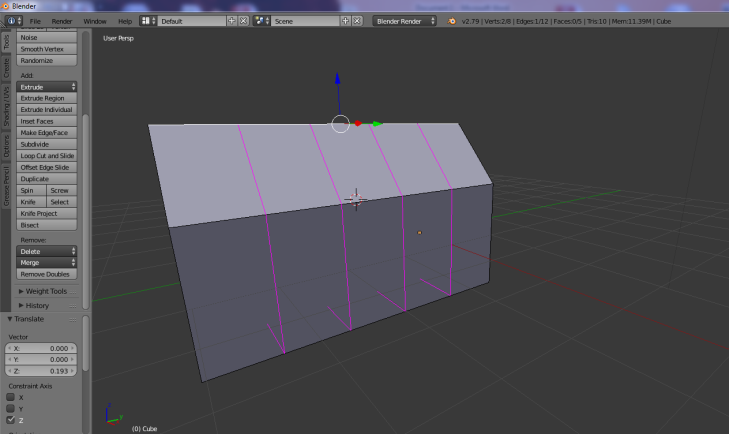 Blender
File Render Window Help Default Scene Blender Render v2.79 | Verts:2/8 | Edges:1/12 | Faces:0/5 | Tris:10 | Mem:11.39M | Cube
User Persp
Tools
Create
Shading / UVs
Options
Grease Pencil
Noise
Smooth Vertex
Randomize
Add:
Extrude
Extrude Region
Extrude Individual
Inset Faces
Make Edge/Face
Subdivide
Loop Cut and Slide
Offset Edge Slide
Duplicate
Spin Screw
Knife Select
Knife Project
Bisect
Remove:
Delete
Merge
Remove Doubles
Weight Tools
History
Translate
Vector
X: 0.000
Y: 0.000
Z: 0.193
Constraint Axis
X
Y
Z
(0) Cube